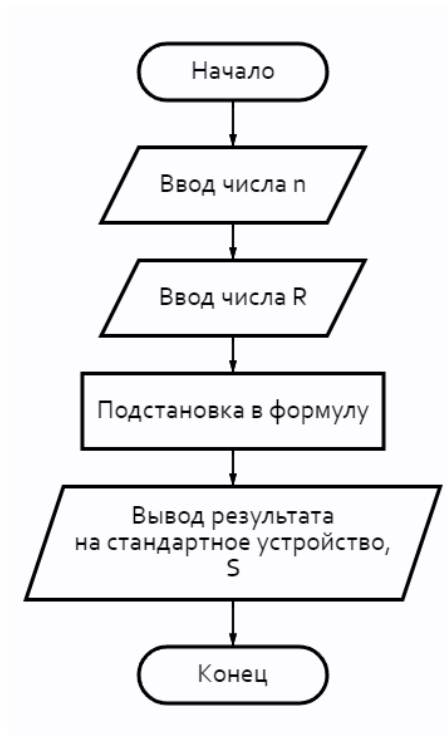 Начало
Ввод числа n
Ввод числа R
Подстановка в формулу
Вывод результата
на стандартное устройство,
S
Конец